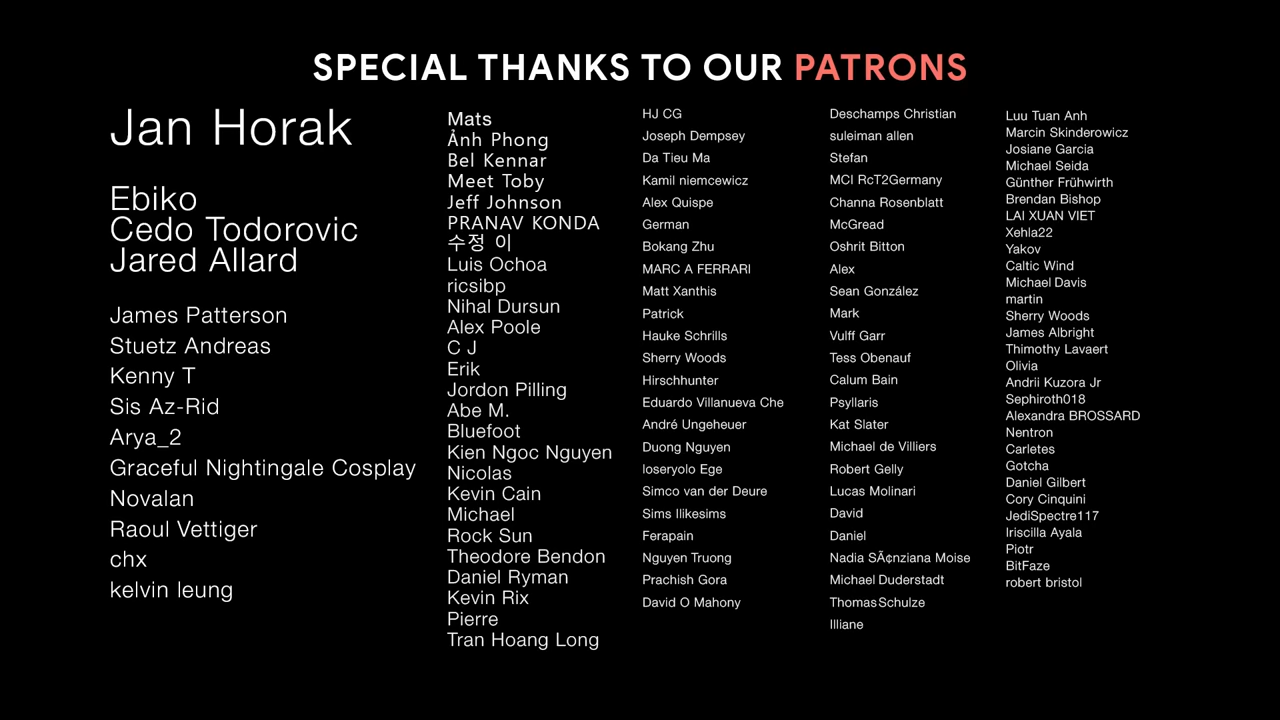 SPECIAL THANKS TO OUR PATRONS
Jan Horak
Ebiko
Cedo Todorovic
Jared Allard
James Patterson
Stuetz Andreas
Kenny T
Sis Az-Rid
Arya_2
Graceful Nightingale Cosplay
Novalan
Raoul Vettiger
chx
kelvin leung
Mats
Ảnh Phong
Bel Kennar
Meet Toby
Jeff Johnson
PRANAV KONDA
수정 이
Luis Ochoa
ricsibp
Nihal Dursun
Alex Poole
C J
Erik
Jordon Pilling
Abe M.
Bluefoot
Kien Ngoc Nguyen
Nicolas
Kevin Cain
Michael
Rock Sun
Theodore Bendon
Daniel Ryman
Kevin Rix
Pierre
Tran Hoang Long
HJ CG
Joseph Dempsey
Da Tieu Ma
Kamil niemcewicz
Alex Quispe
German
Bokang Zhu
MARC A FERRARI
Matt Xanthis
Patrick
Hauke Schrills
Sherry Woods
Hirschhunter
Eduardo Villanueva Che
André Ungeheuer
Duong Nguyen
loseryolo Ege
Simco van der Deure
Sims Ilikesims
Ferapain
Nguyen Truong
Prachish Gora
David O Mahony
Deschamps Christian
suleiman allen
Stefan
MCI RcT2Germany
Channa Rosenblatt
McGread
Oshrit Bitton
Alex
Sean González
Mark
Vulff Garr
Tess Obenauf
Calum Bain
Psyllaris
Kat Slater
Michael de Villiers
Robert Gelly
Lucas Molinari
David
Daniel
Nadia SÃ¢nziana Moise
Michael Duderstadt
Thomas Schulze
Illiane
Luu Tuan Anh
Marcin Skinderowicz
Josiane Garcia
Michael Seida
Günther Frühwirth
Brendan Bishop
LAI XUAN VIET
Xehla22
Yakov
Caltic Wind
Michael Davis
martin
Sherry Woods
James Albright
Thimothy Lavaert
Olivia
Andrii Kuzora Jr
Sephiroth018
Alexandra BROSSARD
Nentron
Carletes
Gotcha
Daniel Gilbert
Cory Cinquini
JediSpectre117
Iriscilla Ayala
Piotr
BitFaze
robert bristol